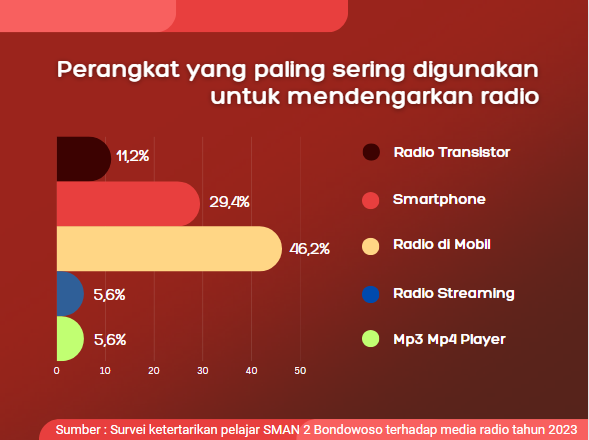 Perangkat yang paling sering digunakan
untuk mendengarkan radio
11,2%
29,4%
46,2%
5,6%
5,6%
0 10 20 30 40 50
Radio Transistor
Smartphone
Radio di Mobil
Radio Streaming
Mp3 Mp4 Player
Sumber : Survei ketertarikan pelajar SMAN 2 Bondowoso terhadap media radio tahun 2023